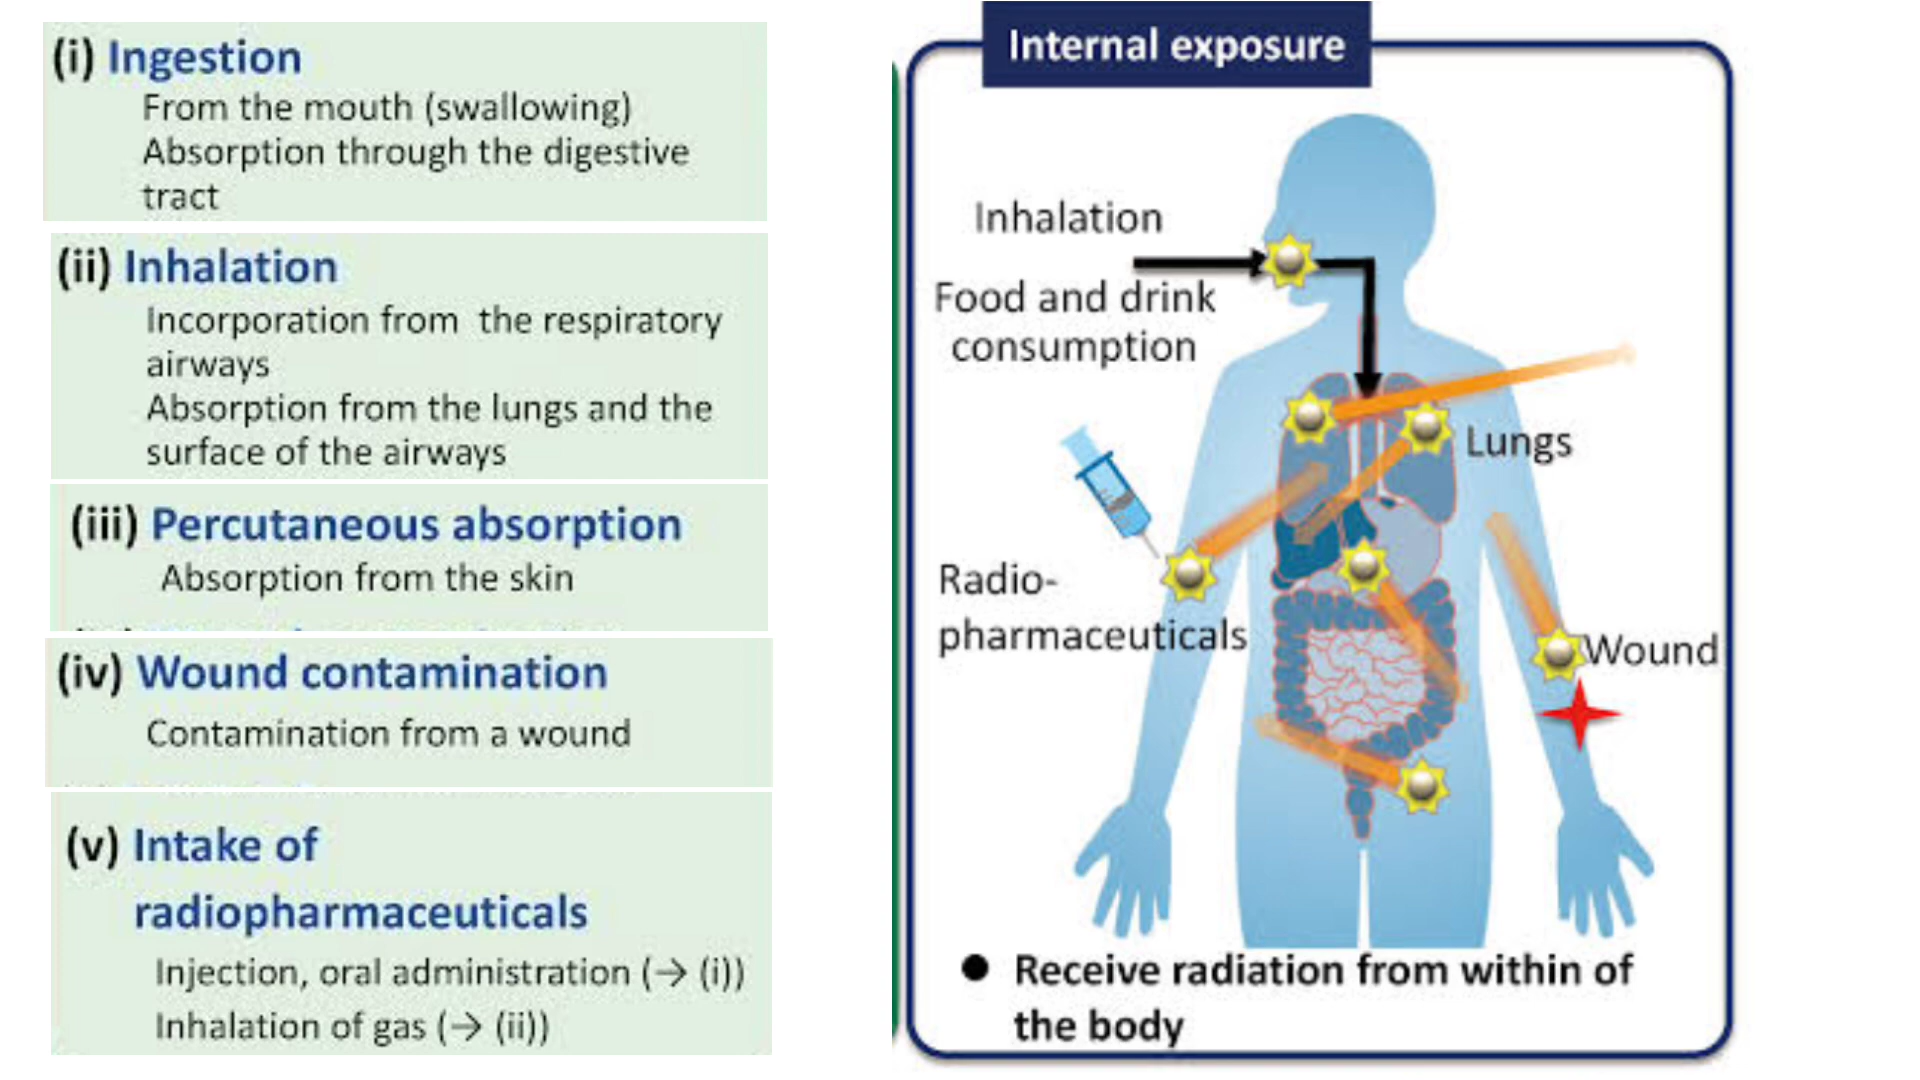 (i) Ingestion
From the mouth (swallowing)
Absorption through the digestive
tract
(ii) Inhalation
Incorporation from the respiratory
airways
Absorption from the lungs and the
surface of the airways
(iii) Percutaneous absorption
Absorption from the skin
(iv) Wound contamination
Contamination from a wound
(v) Intake of
radiopharmaceuticals
Injection, oral administration (→ (i))
Inhalation of gas (→ (ii))
Internal exposure
Inhalation
Food and drink
consumption
Lungs
Radio-
pharmaceuticals
Wound
● Receive radiation from within of
the body